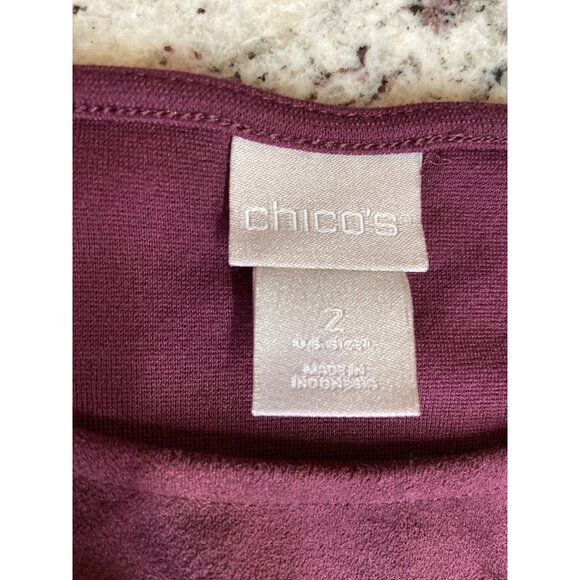 chico's®
2
U.S. SIZE L
MADE IN
INDONESIA